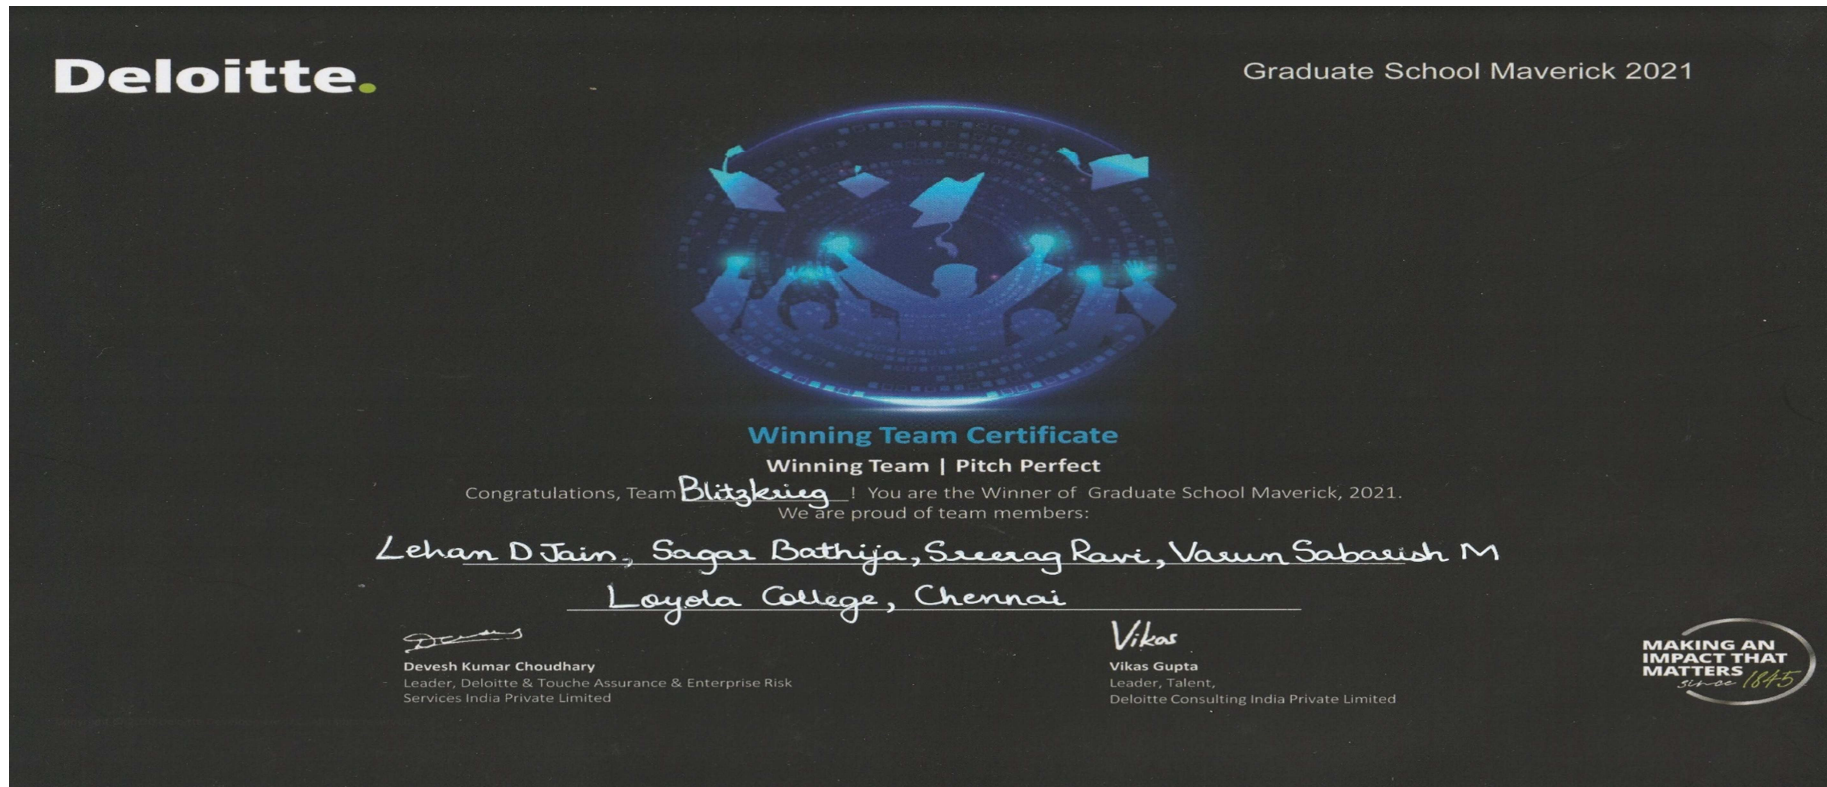 Deloitte.
Graduate School Maverick 2021
Winning Team Certificate
Winning Team | Pitch Perfect
Congratulations, Team Blitzkrieg ! You are the Winner of Graduate School Maverick, 2021.
We are proud of team members:
Lehan D Jain, Sagar Bathija, Sreerag Ravi, Varun Sabarish M
Loyola College, Chennai
Vikas
Devesh Kumar Choudhary
Leader, Deloitte & Touche Assurance & Enterprise Risk
Services India Private Limited
Vikas Gupta
Leader, Talent,
Deloitte Consulting India Private Limited
MAKING AN
IMPACT THAT
MATTERS
since 1845